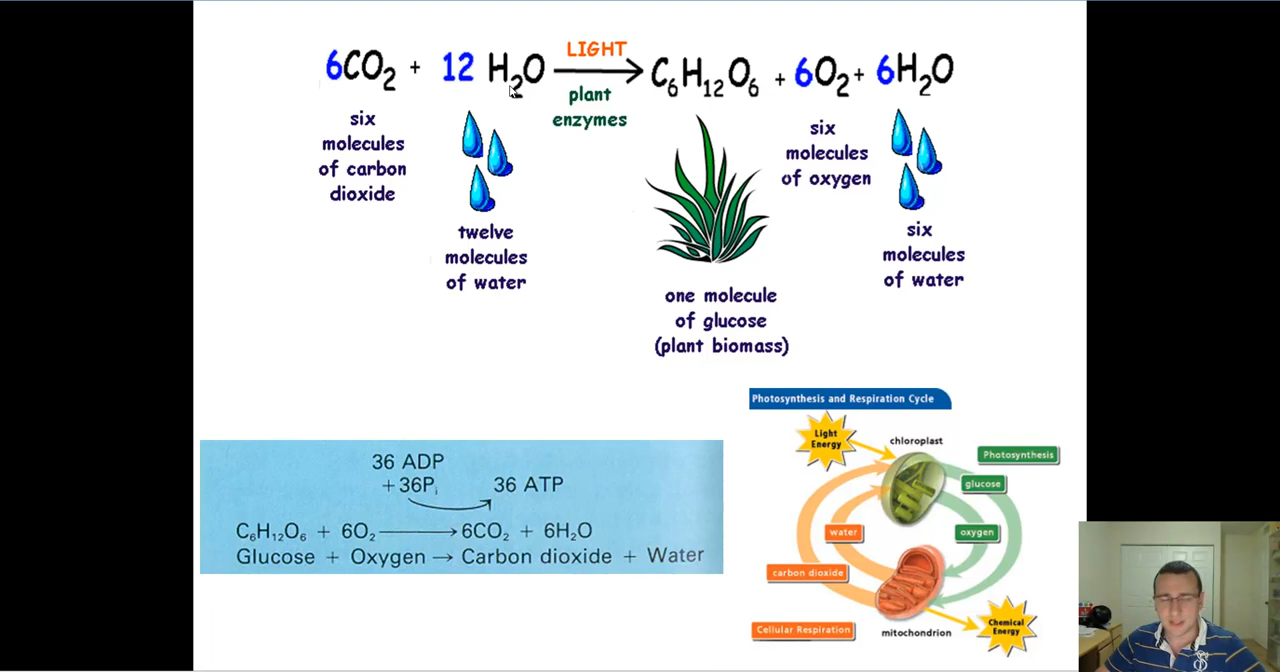 6CO₂ + 12 H₂O LIGHT → C₆H₁₂O₆ + 6O₂ + 6H₂O
plant
enzymes
six
molecules
of carbon
dioxide
twelve
molecules
of water
one molecule
of glucose
(plant biomass)
six
molecules
of oxygen
six
molecules
of water
36 ADP
+ 36Pᵢ 36 ATP
C₆H₁₂O₆ + 6O₂ → 6CO₂ + 6H₂O
Glucose + Oxygen → Carbon dioxide + Water
Photosynthesis and Respiration Cycle
Light
Energy
chloroplast
Photosynthesis
glucose
water
oxygen
carbon dioxide
Cellular Respiration
mitochondrion
Chemical
Energy